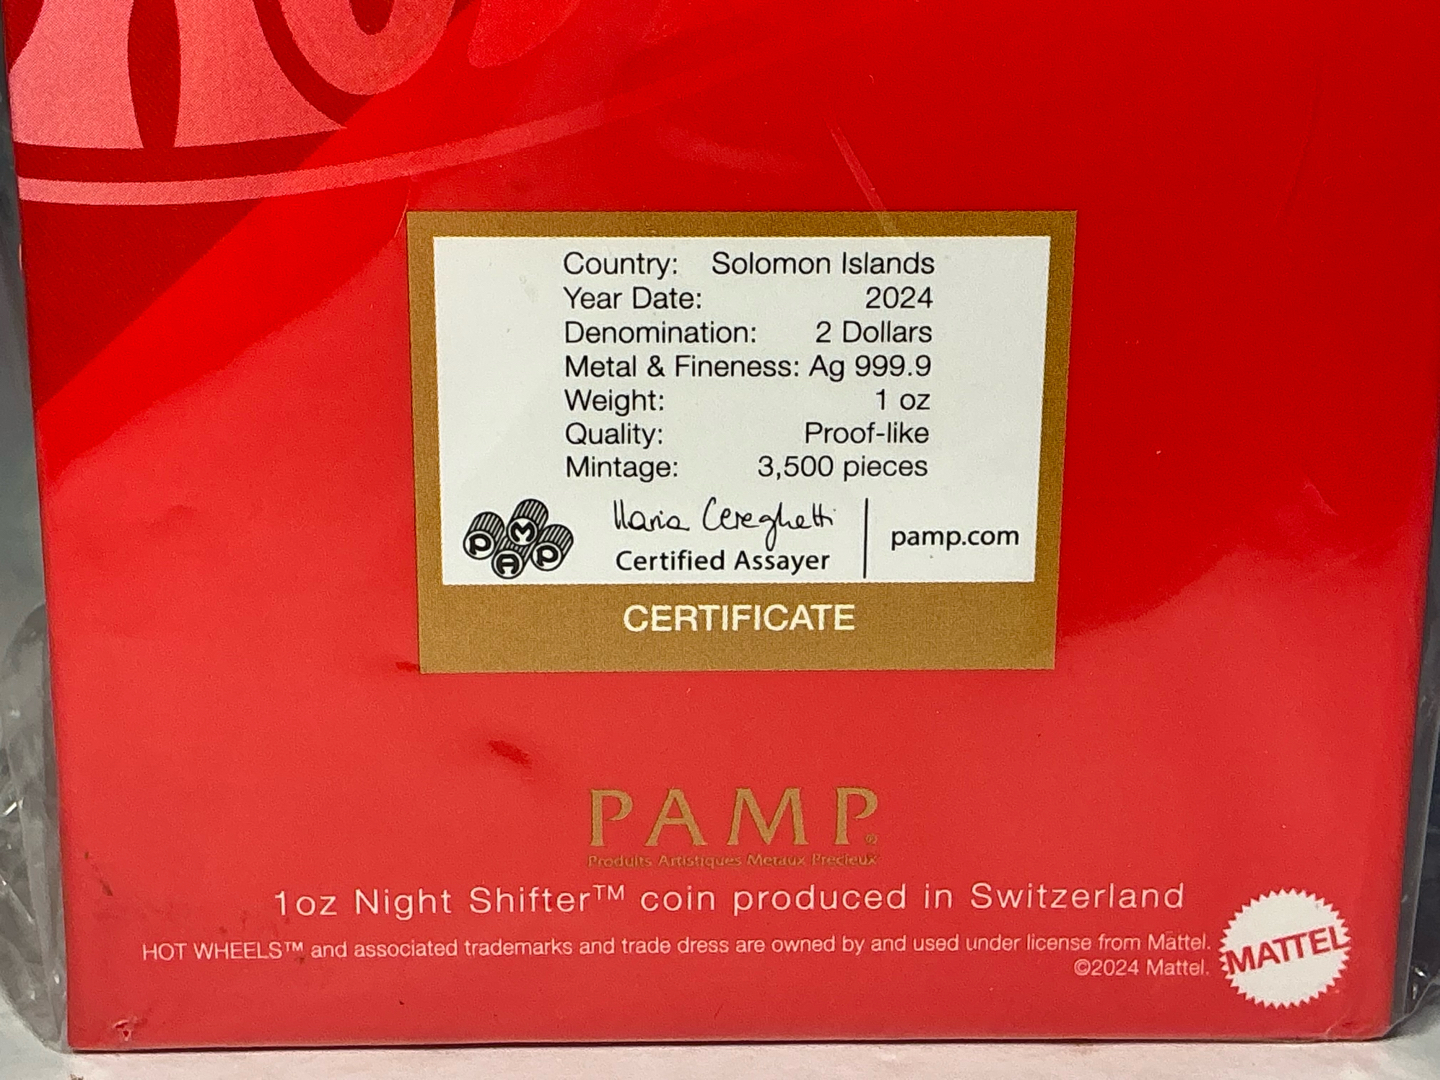 Country: Solomon Islands
Year Date: 2024
Denomination: 2 Dollars
Metal & Fineness: Ag 999.9
Weight: 1 oz
Quality: Proof-like
Mintage: 3,500 pieces
PAMP
Ilaria Cereghetti
Certified Assayer
pamp.com
CERTIFICATE
PAMP®
Produits Artistiques Metaux Precieux
1oz Night Shifter™ coin produced in Switzerland
HOT WHEELS™ and associated trademarks and trade dress are owned by and used under license from Mattel.
©2024 Mattel.
MATTEL